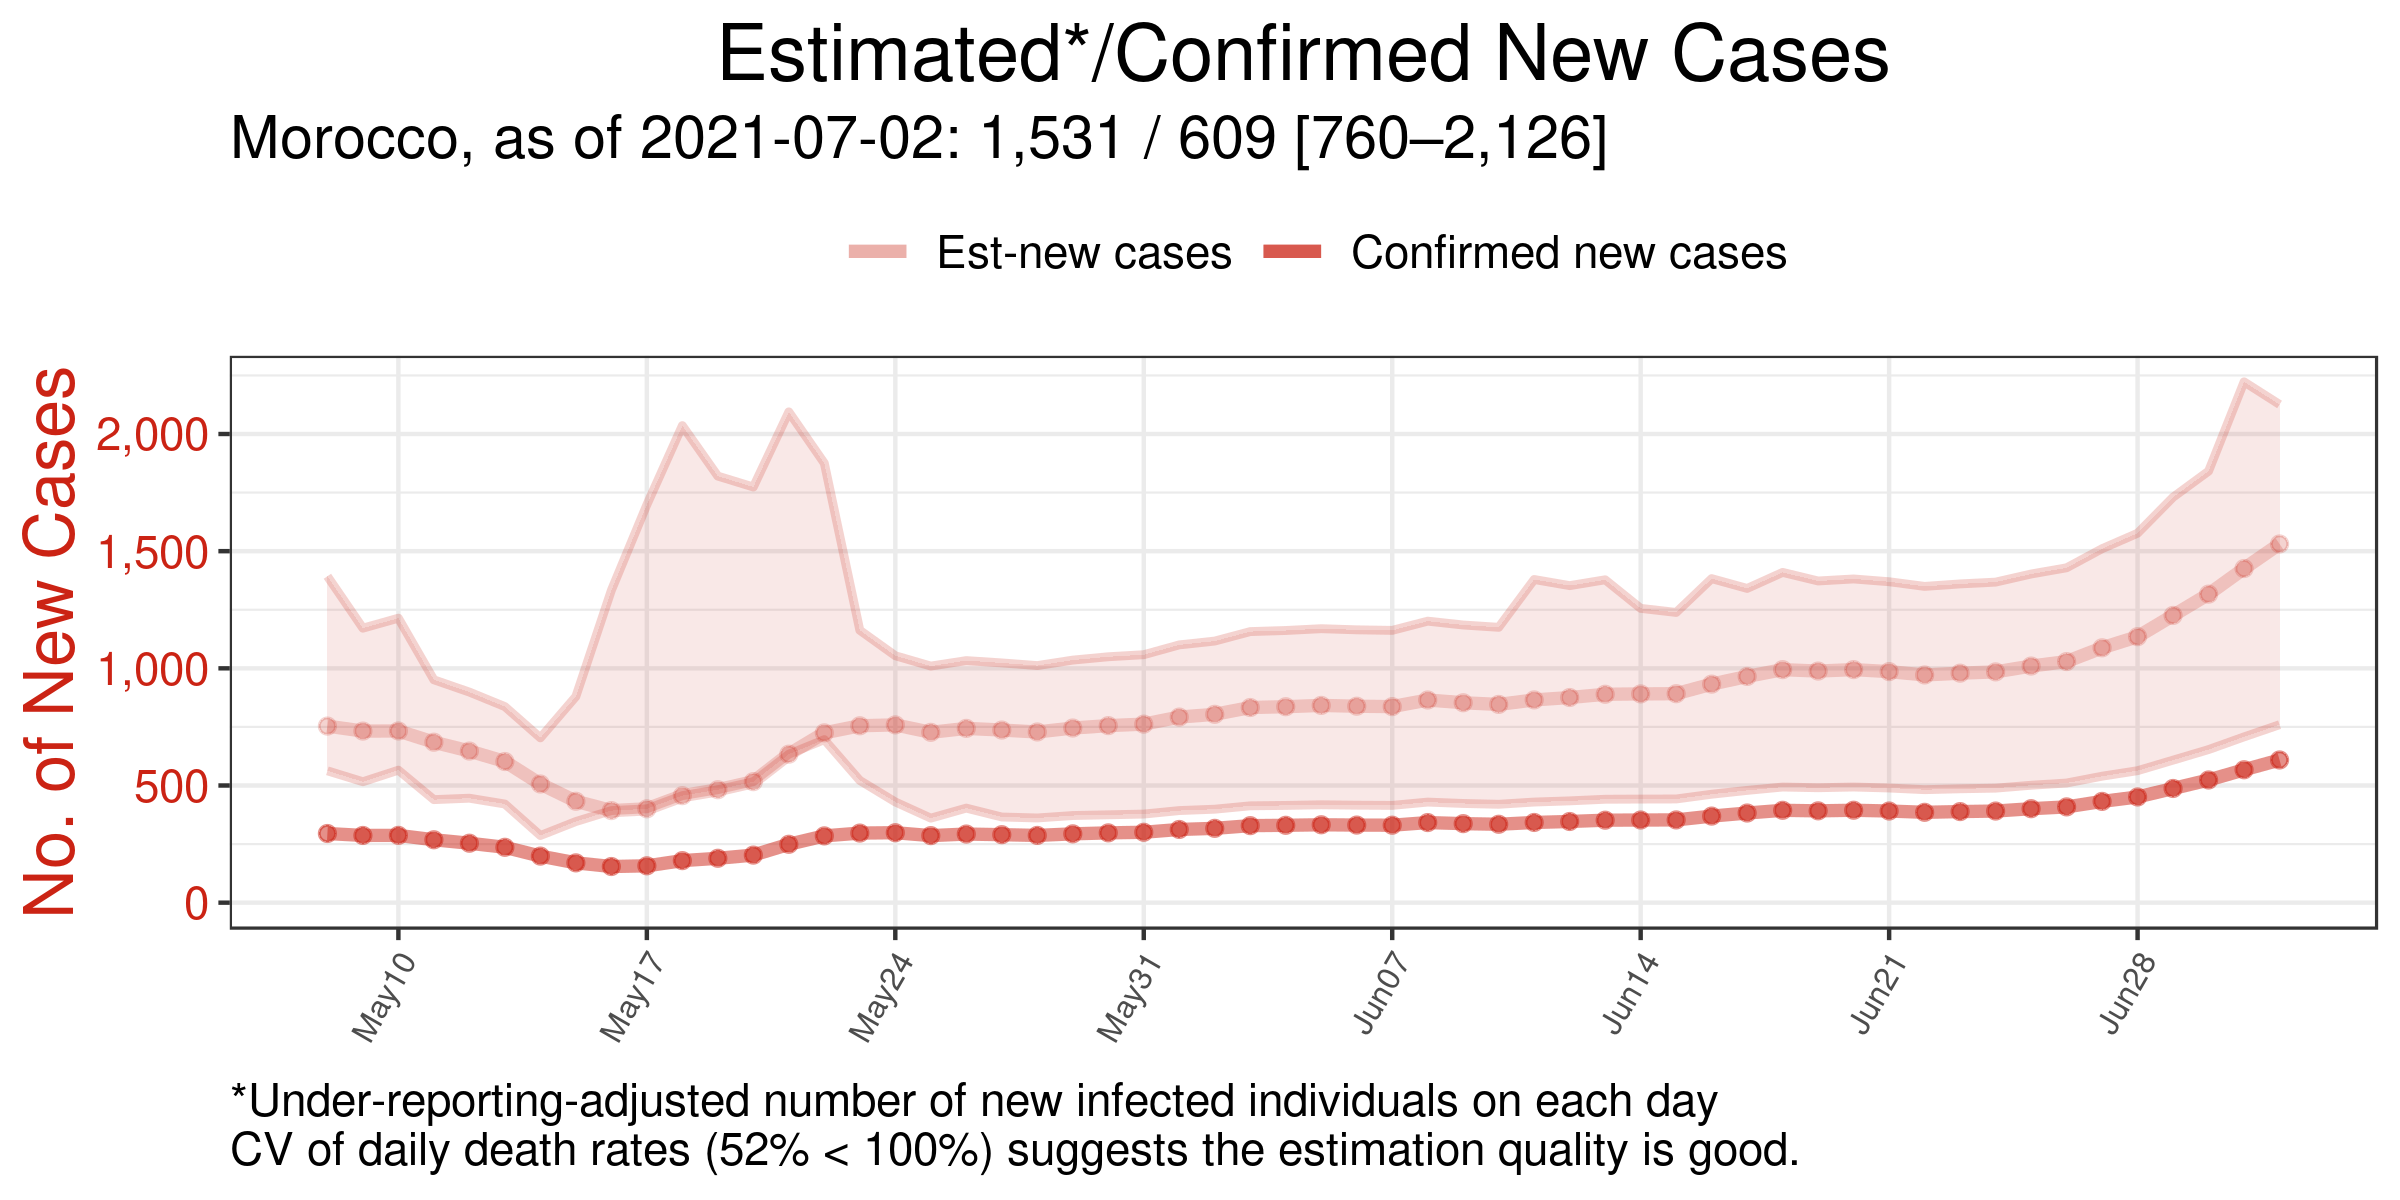 Estimated*/Confirmed New Cases
Morocco, as of 2021-07-02: 1,531 / 609 [760–2,126]
Est-new cases Confirmed new cases
No. of New Cases
2,000
1,500
1,000
500
0
May10 May17 May24 May31 Jun07 Jun14 Jun21 Jun28
*Under-reporting-adjusted number of new infected individuals on each day
CV of daily death rates (52% < 100%) suggests the estimation quality is good.